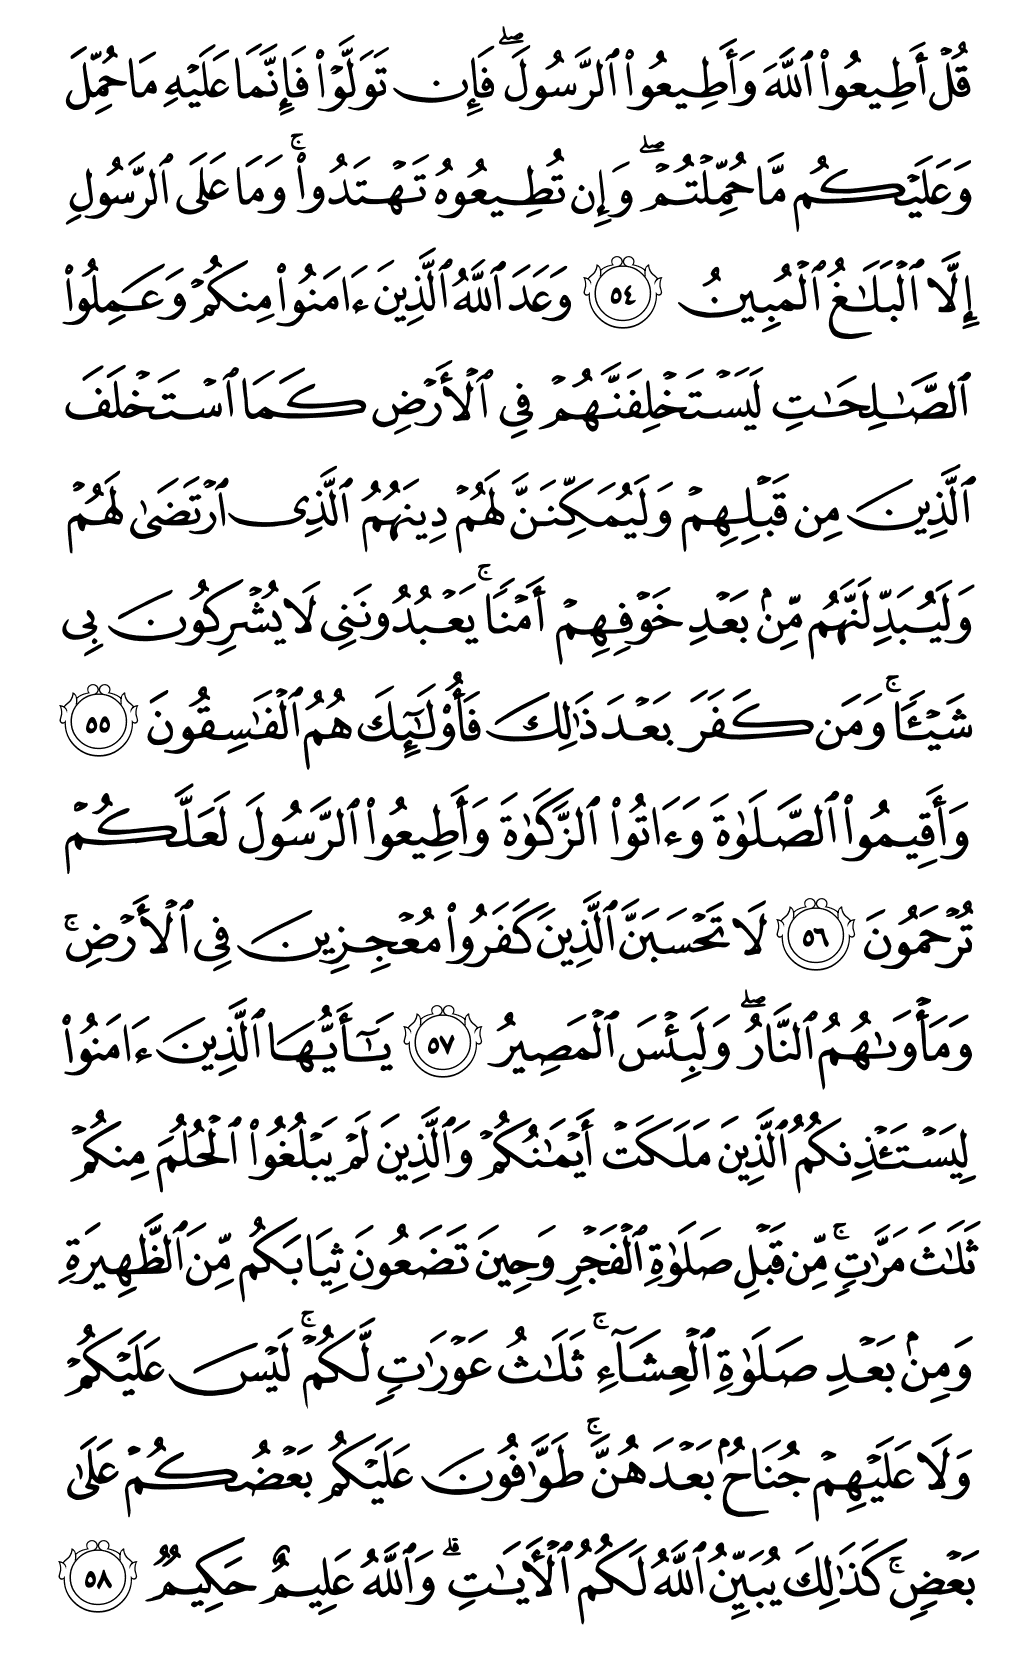 قُلْ أَطِيعُوا۟ ٱللَّهَ وَأَطِيعُوا۟ ٱلرَّسُولَ ۖ فَإِن تَوَلَّوْا۟ فَإِنَّمَا عَلَيْهِ مَا حُمِّلَ
وَعَلَيْكُم مَّا حُمِّلْتُمْ ۖ وَإِن تُطِيعُوهُ تَهْتَدُوا۟ ۚ وَمَا عَلَى ٱلرَّسُولِ
إِلَّا ٱلْبَلَـٰغُ ٱلْمُبِينُ ٥٤ وَعَدَ ٱللَّهُ ٱلَّذِينَ ءَامَنُوا۟ مِنكُمْ وَعَمِلُوا۟
ٱلصَّـٰلِحَـٰتِ لَيَسْتَخْلِفَنَّهُمْ فِى ٱلْأَرْضِ كَمَا ٱسْتَخْلَفَ
ٱلَّذِينَ مِن قَبْلِهِمْ وَلَيُمَكِّنَنَّ لَهُمْ دِينَهُمُ ٱلَّذِى ٱرْتَضَىٰ لَهُمْ
وَلَيُبَدِّلَنَّهُم مِّنۢ بَعْدِ خَوْفِهِمْ أَمْنًا ۚ يَعْبُدُونَنِى لَا يُشْرِكُونَ بِى
شَيْـًٔا ۚ وَمَن كَفَرَ بَعْدَ ذَٰلِكَ فَأُو۟لَـٰٓئِكَ هُمُ ٱلْفَـٰسِقُونَ ٥٥
وَأَقِيمُوا۟ ٱلصَّلَوٰةَ وَءَاتُوا۟ ٱلزَّكَوٰةَ وَأَطِيعُوا۟ ٱلرَّسُولَ لَعَلَّكُمْ
تُرْحَمُونَ ٥٦ لَا تَحْسَبَنَّ ٱلَّذِينَ كَفَرُوا۟ مُعْجِزِينَ فِى ٱلْأَرْضِ ۚ
وَمَأْوَىٰهُمُ ٱلنَّارُ ۖ وَلَبِئْسَ ٱلْمَصِيرُ ٥٧ يَـٰٓأَيُّهَا ٱلَّذِينَ ءَامَنُوا۟
لِيَسْتَـْٔذِنكُمُ ٱلَّذِينَ مَلَكَتْ أَيْمَـٰنُكُمْ وَٱلَّذِينَ لَمْ يَبْلُغُوا۟ ٱلْحُلُمَ مِنكُمْ
ثَلَـٰثَ مَرَّٰتٍ ۚ مِّن قَبْلِ صَلَوٰةِ ٱلْفَجْرِ وَحِينَ تَضَعُونَ ثِيَابَكُم مِّنَ ٱلظَّهِيرَةِ
وَمِنۢ بَعْدِ صَلَوٰةِ ٱلْعِشَآءِ ۚ ثَلَـٰثُ عَوْرَٰتٍ لَّكُمْ ۚ لَيْسَ عَلَيْكُمْ
وَلَا عَلَيْهِمْ جُنَاحٌۢ بَعْدَهُنَّ ۚ طَوَّٰفُونَ عَلَيْكُم بَعْضُكُمْ عَلَىٰ
بَعْضٍ ۚ كَذَٰلِكَ يُبَيِّنُ ٱللَّهُ لَكُمُ ٱلْـَٔايَـٰتِ ۗ وَٱللَّهُ عَلِيمٌ حَكِيمٌ ٥٨